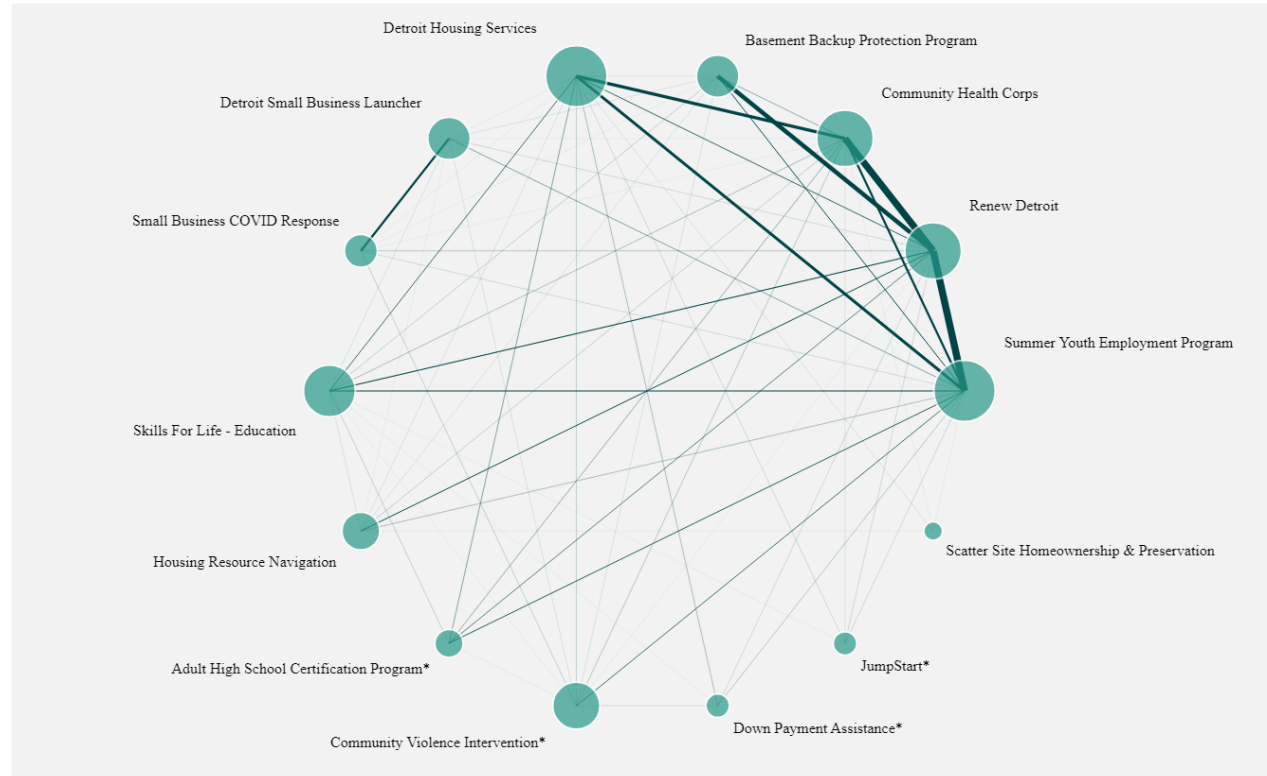 Detroit Housing Services
Basement Backup Protection Program
Community Health Corps
Detroit Small Business Launcher
Renew Detroit
Small Business COVID Response
Summer Youth Employment Program
Skills For Life - Education
Scatter Site Homeownership & Preservation
Housing Resource Navigation
JumpStart*
Adult High School Certification Program*
Down Payment Assistance*
Community Violence Intervention*